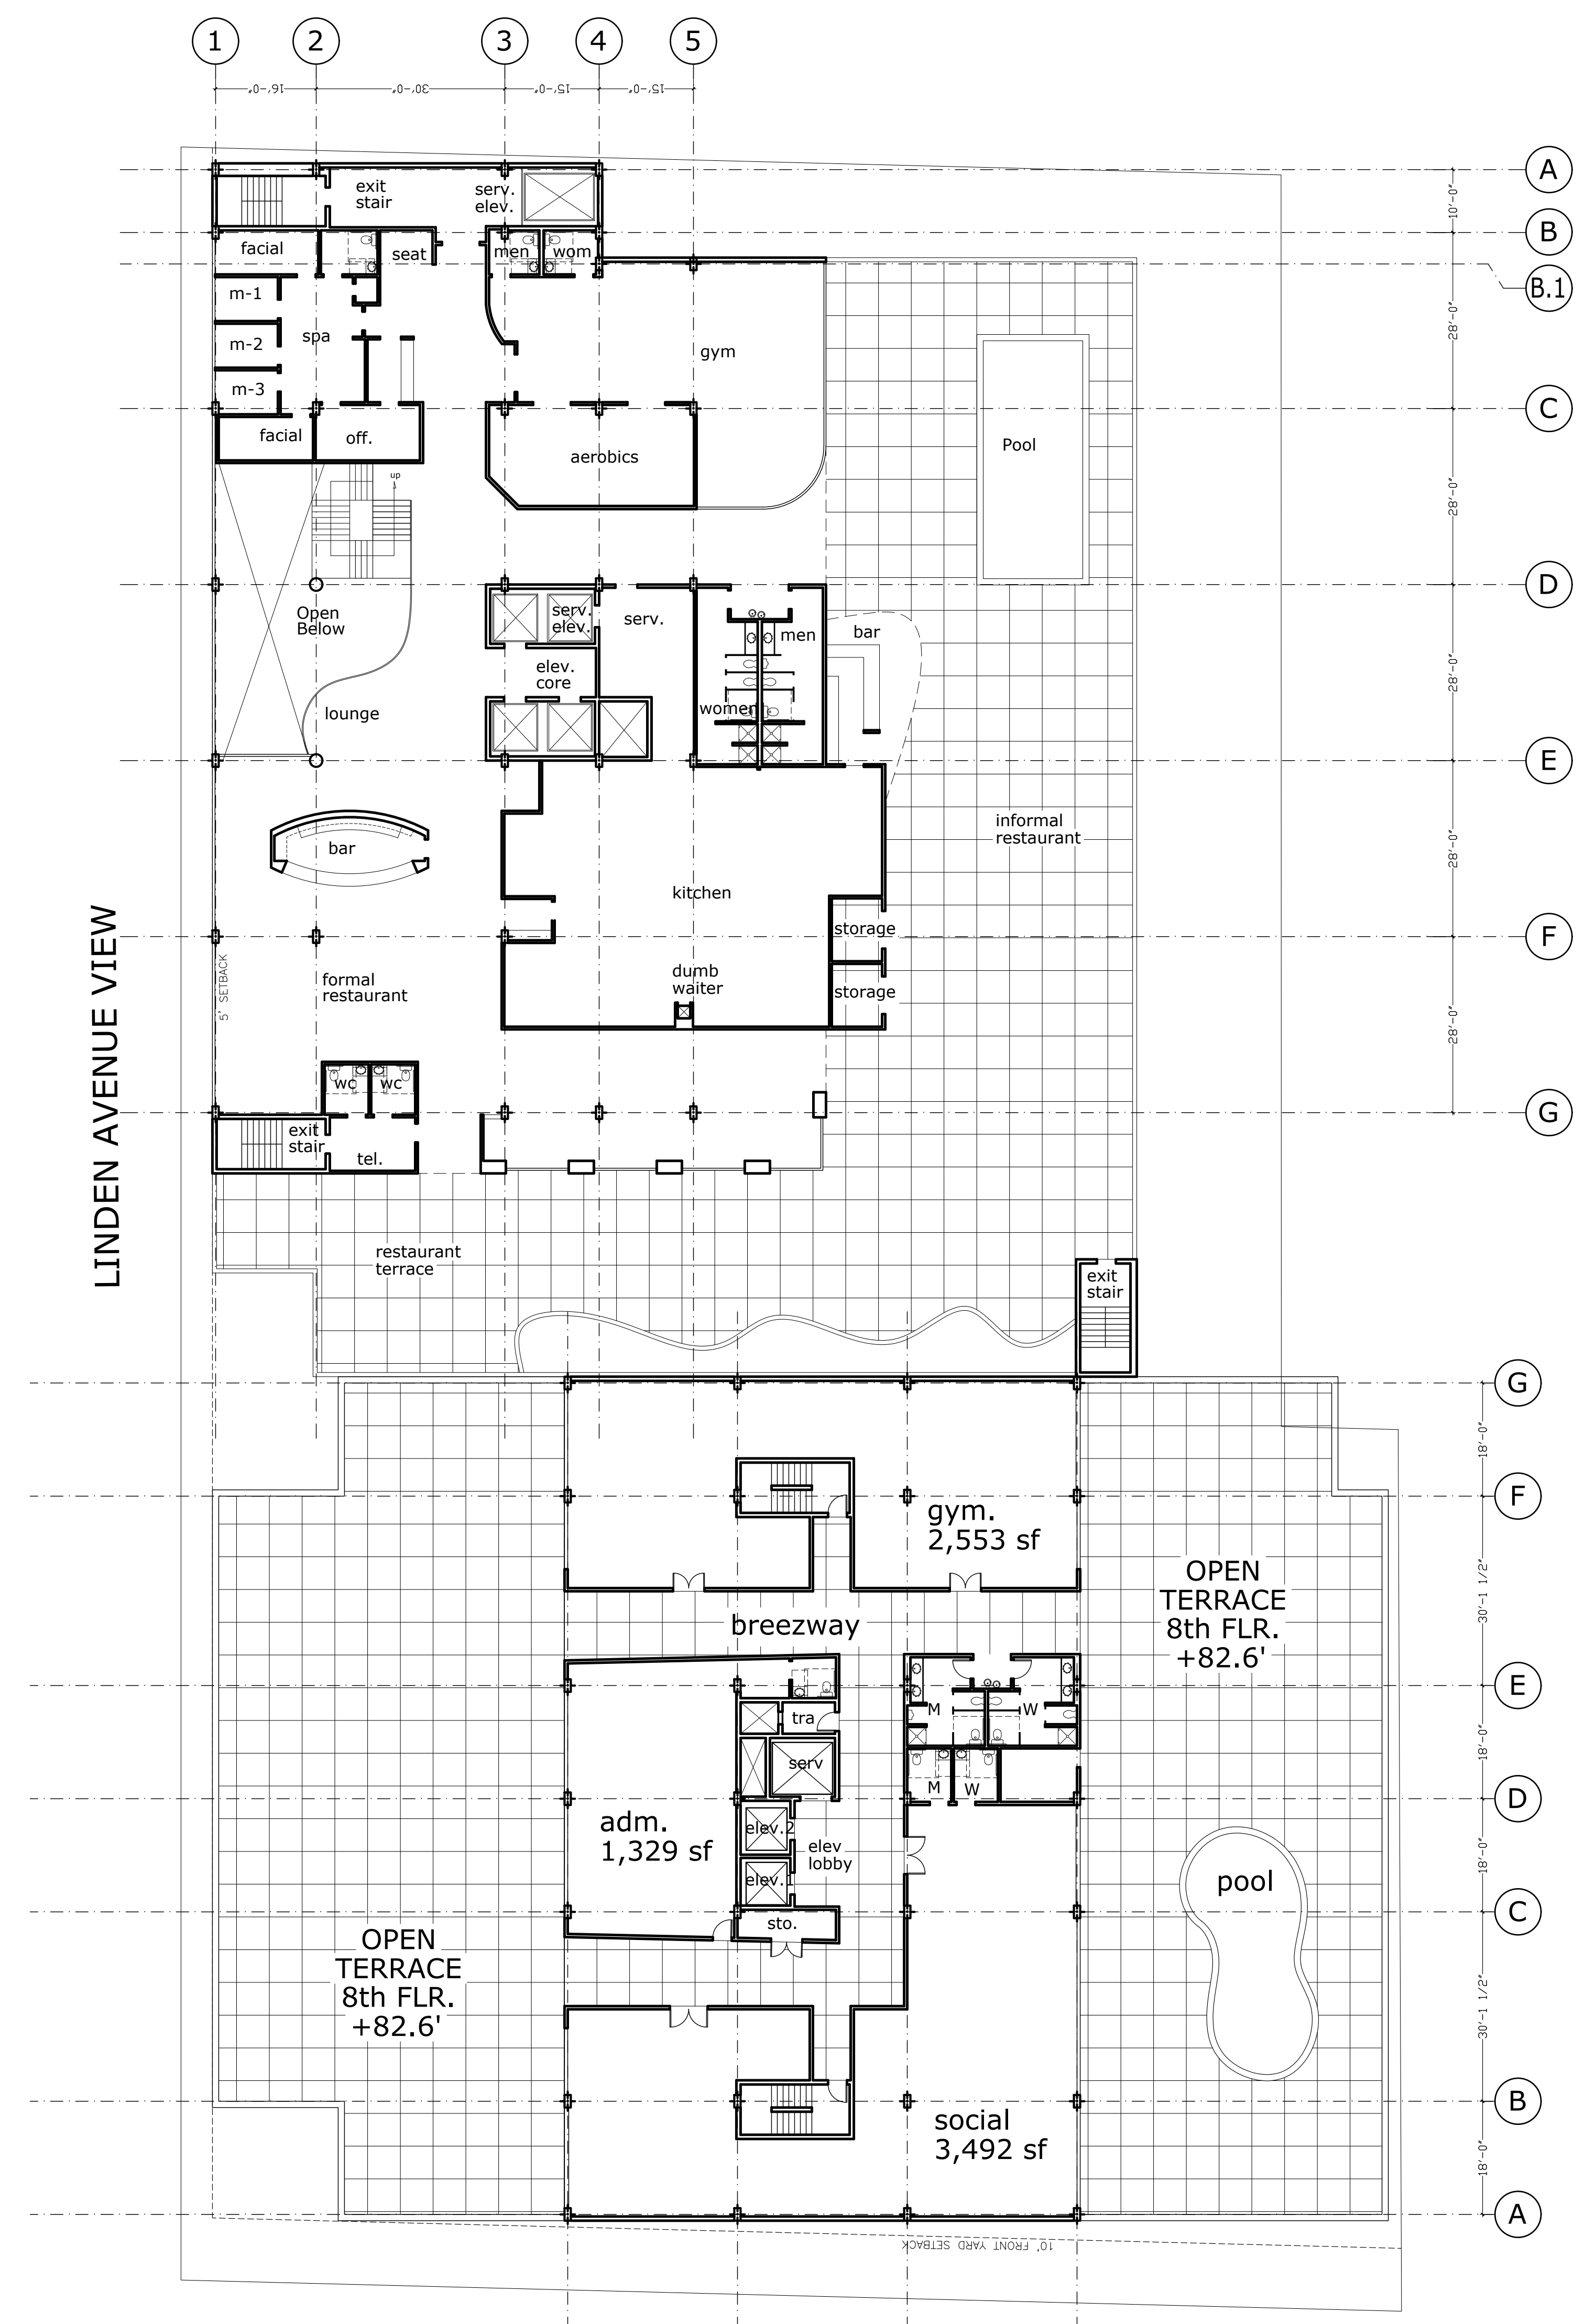 1
2
3
4
5
16'-0"
30'-0"
15'-0"
15'-0"
A
10'-0"
exit
stair
serv.
elev.
B
facial
seat
men
wom
B.1
m-1
28'-0"
m-2
spa
gym
m-3
C
facial
off.
aerobics
Pool
up
28'-0"
D
Open
Below
serv.
elev.
serv.
men
bar
elev.
core
28'-0"
women
lounge
E
informal
restaurant
bar
28'-0"
kitchen
storage
F
LINDEN AVENUE VIEW
5' SETBACK
formal
restaurant
dumb
waiter
storage
28'-0"
wc
wc
G
exit
stair
tel.
restaurant
terrace
exit
stair
G
18'-0"
F
gym.
2,553 sf
30'-1 1/2"
OPEN
TERRACE
8th FLR.
+82.6'
breezway
E
M
W
tra
18'-0"
serv
M
W
D
adm.
1,329 sf
elev.2
elev
lobby
18'-0"
elev.1
pool
C
sto.
OPEN
TERRACE
8th FLR.
+82.6'
30'-1 1/2"
B
social
3,492 sf
18'-0"
A
10' FRONT YARD SETBACK